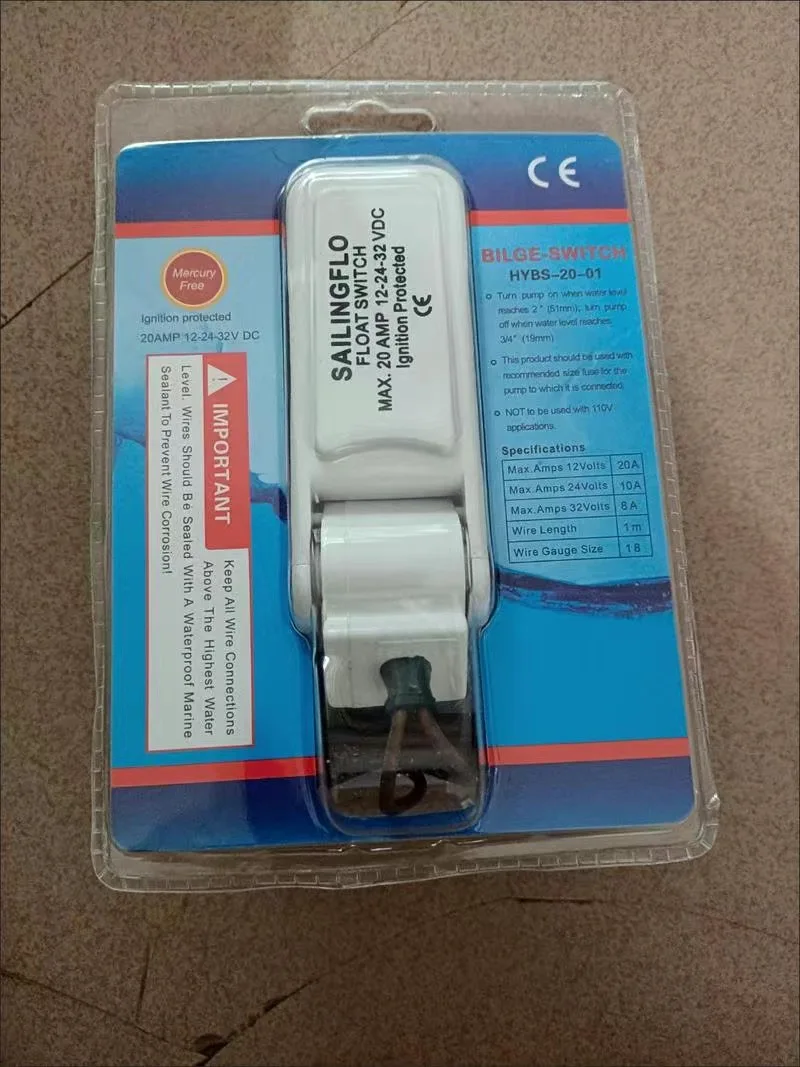 CE
Mercury
Free
Ignition protected
20AMP 12-24-32V DC
IMPORTANT
Keep All Wire Connections
Above The Highest Water
Level. Wires Should Be Sealed With A Waterproof Marine
Sealant To Prevent Wire Corrosion!
SAILINGFLO
FLOAT SWITCH
MAX. 20 AMP 12-24-32 VDC
Ignition Protected
CE
BILGE-SWITCH
HYBS-20-01
Turn pump on when water level
reaches 2" (51mm); turn pump
off when water level reaches
3/4" (19mm)
This product should be used with
recommended size fuse for the
pump to which it is connected.
NOT to be used with 110V
applications.
Specifications
Max.Amps 12Volts 20A
Max.Amps 24Volts 10A
Max.Amps 32Volts 8A
Wire Length 1m
Wire Gauge Size 18